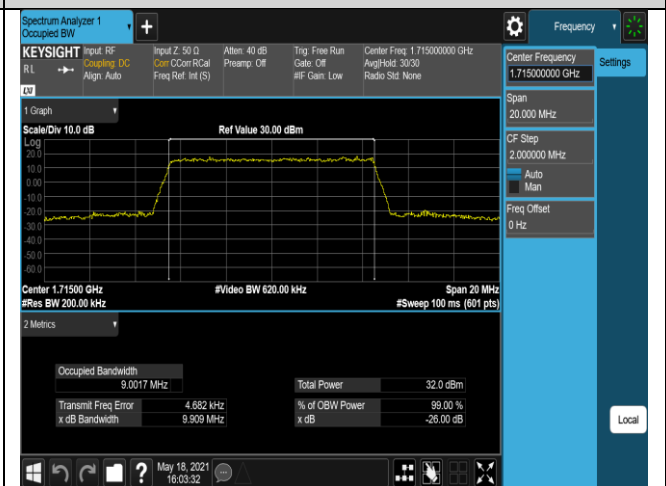 Spectrum Analyzer 1
Occupied BW
Frequency
KEYSIGHT
RL
Input: RF
Coupling: DC
Align: Auto
Input Z: 50 Ω
Corr CCorr RCal
Freq Ref: Int (S)
Atten: 40 dB
Preamp: Off
Trig: Free Run
Gate: Off
#IF Gain: Low
Center Freq: 1.715000000 GHz
Avg|Hold: 30/30
Radio Std: None
LXI
1 Graph
Scale/Div 10.0 dB
Ref Value 30.00 dBm
Log
20.0
10.0
0.00
-10.0
-20.0
-30.0
-40.0
-50.0
-60.0
Center 1.71500 GHz
#Video BW 620.00 kHz
Span 20 MHz
#Res BW 200.00 kHz
#Sweep 100 ms (601 pts)
2 Metrics
Occupied Bandwidth
9.0017 MHz
Total Power 32.0 dBm
Transmit Freq Error 4.682 kHz
% of OBW Power 99.00 %
x dB Bandwidth 9.909 MHz
x dB -26.00 dB
Center Frequency
1.715000000 GHz
Settings
Span
20.000 MHz
CF Step
2.000000 MHz
Auto
Man
Freq Offset
0 Hz
Local
May 18, 2021
16:03:32